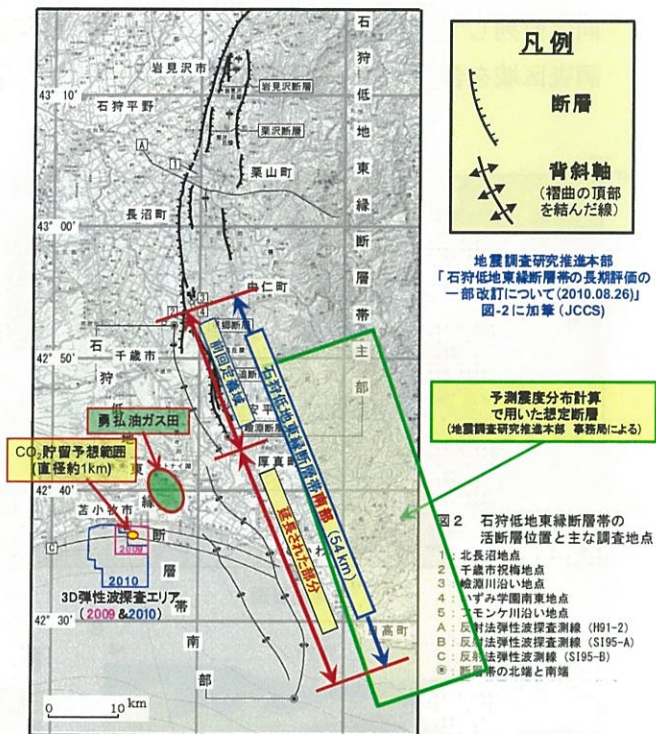 凡例
断層
背斜軸
(褶曲の頂部
を結んだ線)
地震調査研究推進本部
「石狩低地東縁断層帯の長期評価の
一部改訂について(2010.08.26)」
図-2に加筆(JCCS)
予測震度分布計算
で用いた想定断層
(地震調査研究推進本部 事務局による)
図2 石狩低地東縁断層帯の
活断層位置と主な調査地点
1：北長沼地点
2：千歳市祝梅地点
3：嶮淵川沿い地点
4：いずみ学園南東地点
5：フモンケ川沿い地点
A：反射法弾性波探査測線 (H91-2)
B：反射法弾性波探査測線 (SI95-A)
C：反射法弾性波測線 (SI95-B)
◉：断層帯の北端と南端
43°10′
43°00′
42°50′
42°40′
42°30′
岩見沢市
石狩平野
岩見沢断層
栗沢断層
A
1
栗山町
長沼町
石狩低地東縁断層帯
主部
由仁町
千歳市
前回定義域
石狩低地東縁断層帯南部(54km)
安平
嶮淵断層
厚真町
勇払油ガス田
CO₂貯留予想範囲
(直径約1km)
苫小牧市
C
2009
2010
3D弾性波探査エリア
(2009 &2010)
延長された部分
断層帯南部
日高町
0 10
km